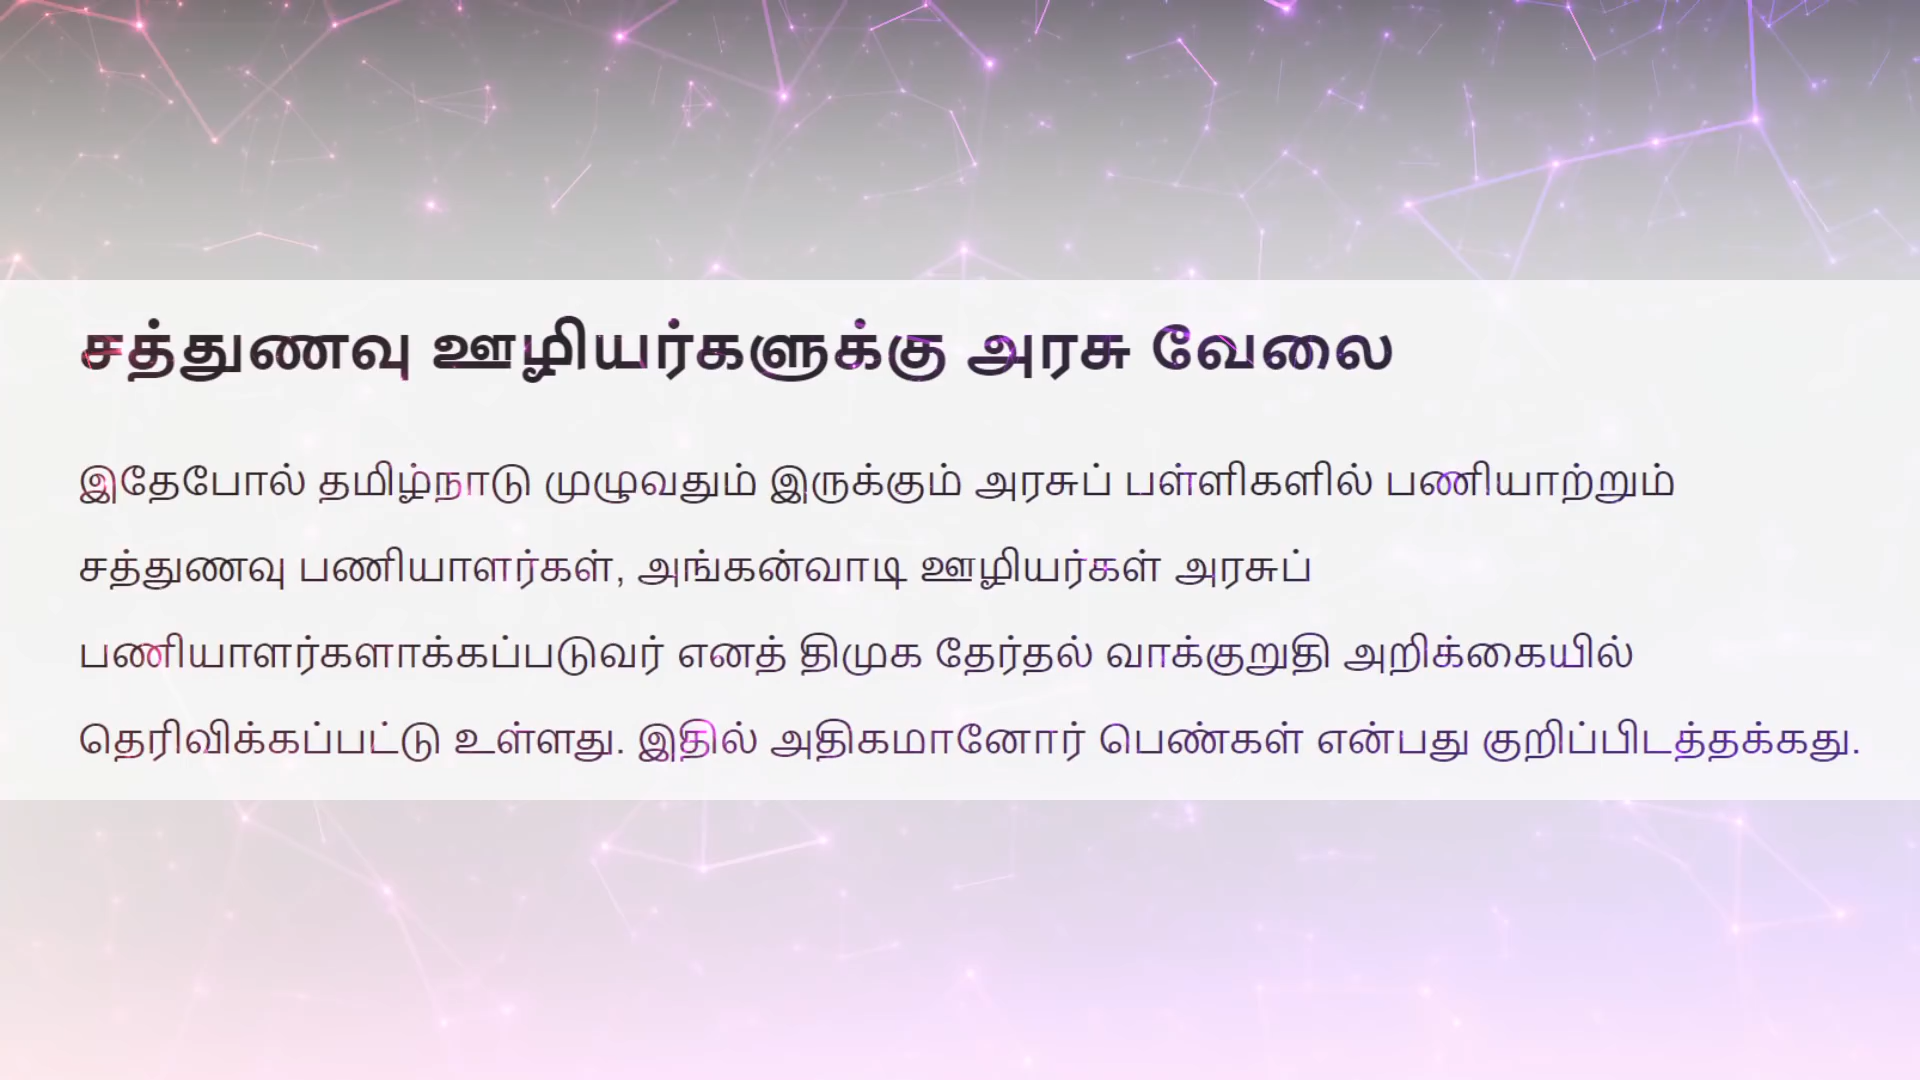 சத்துணவு ஊழியர்களுக்கு அரசு வேலை
இதேபோல் தமிழ்நாடு முழுவதும் இருக்கும் அரசுப் பள்ளிகளில் பணியாற்றும்
சத்துணவு பணியாளர்கள், அங்கன்வாடி ஊழியர்கள் அரசுப்
பணியாளர்களாக்கப்படுவர் எனத் திமுக தேர்தல் வாக்குறுதி அறிக்கையில்
தெரிவிக்கப்பட்டு உள்ளது. இதில் அதிகமானோர் பெண்கள் என்பது குறிப்பிடத்தக்கது.